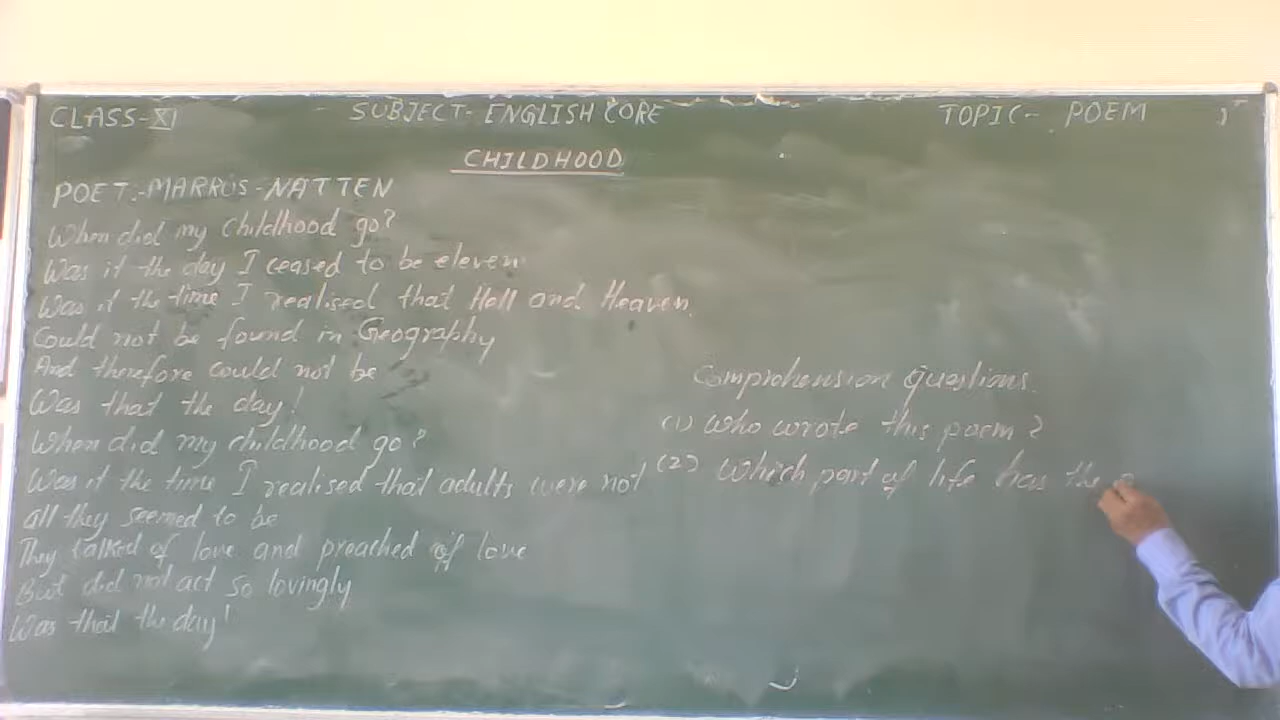 CLASS-XI SUBJECT-ENGLISH CORE TOPIC- POEM
CHILDHOOD
POET:-MARRUS-NATTEN
When did my childhood go?
Was it the day I ceased to be eleven
Was it the time I realised that Hell and Heaven.
Could not be found in Geography
And therefore could not be
Was that the day!
When did my childhood go?
Was it the time I realised that adults were not
all they seemed to be
They talked of love and preached of love
But did not act so lovingly
Was that the day!
Comprehension questions.
(1) Who wrote this poem?
(2) Which part of life has the